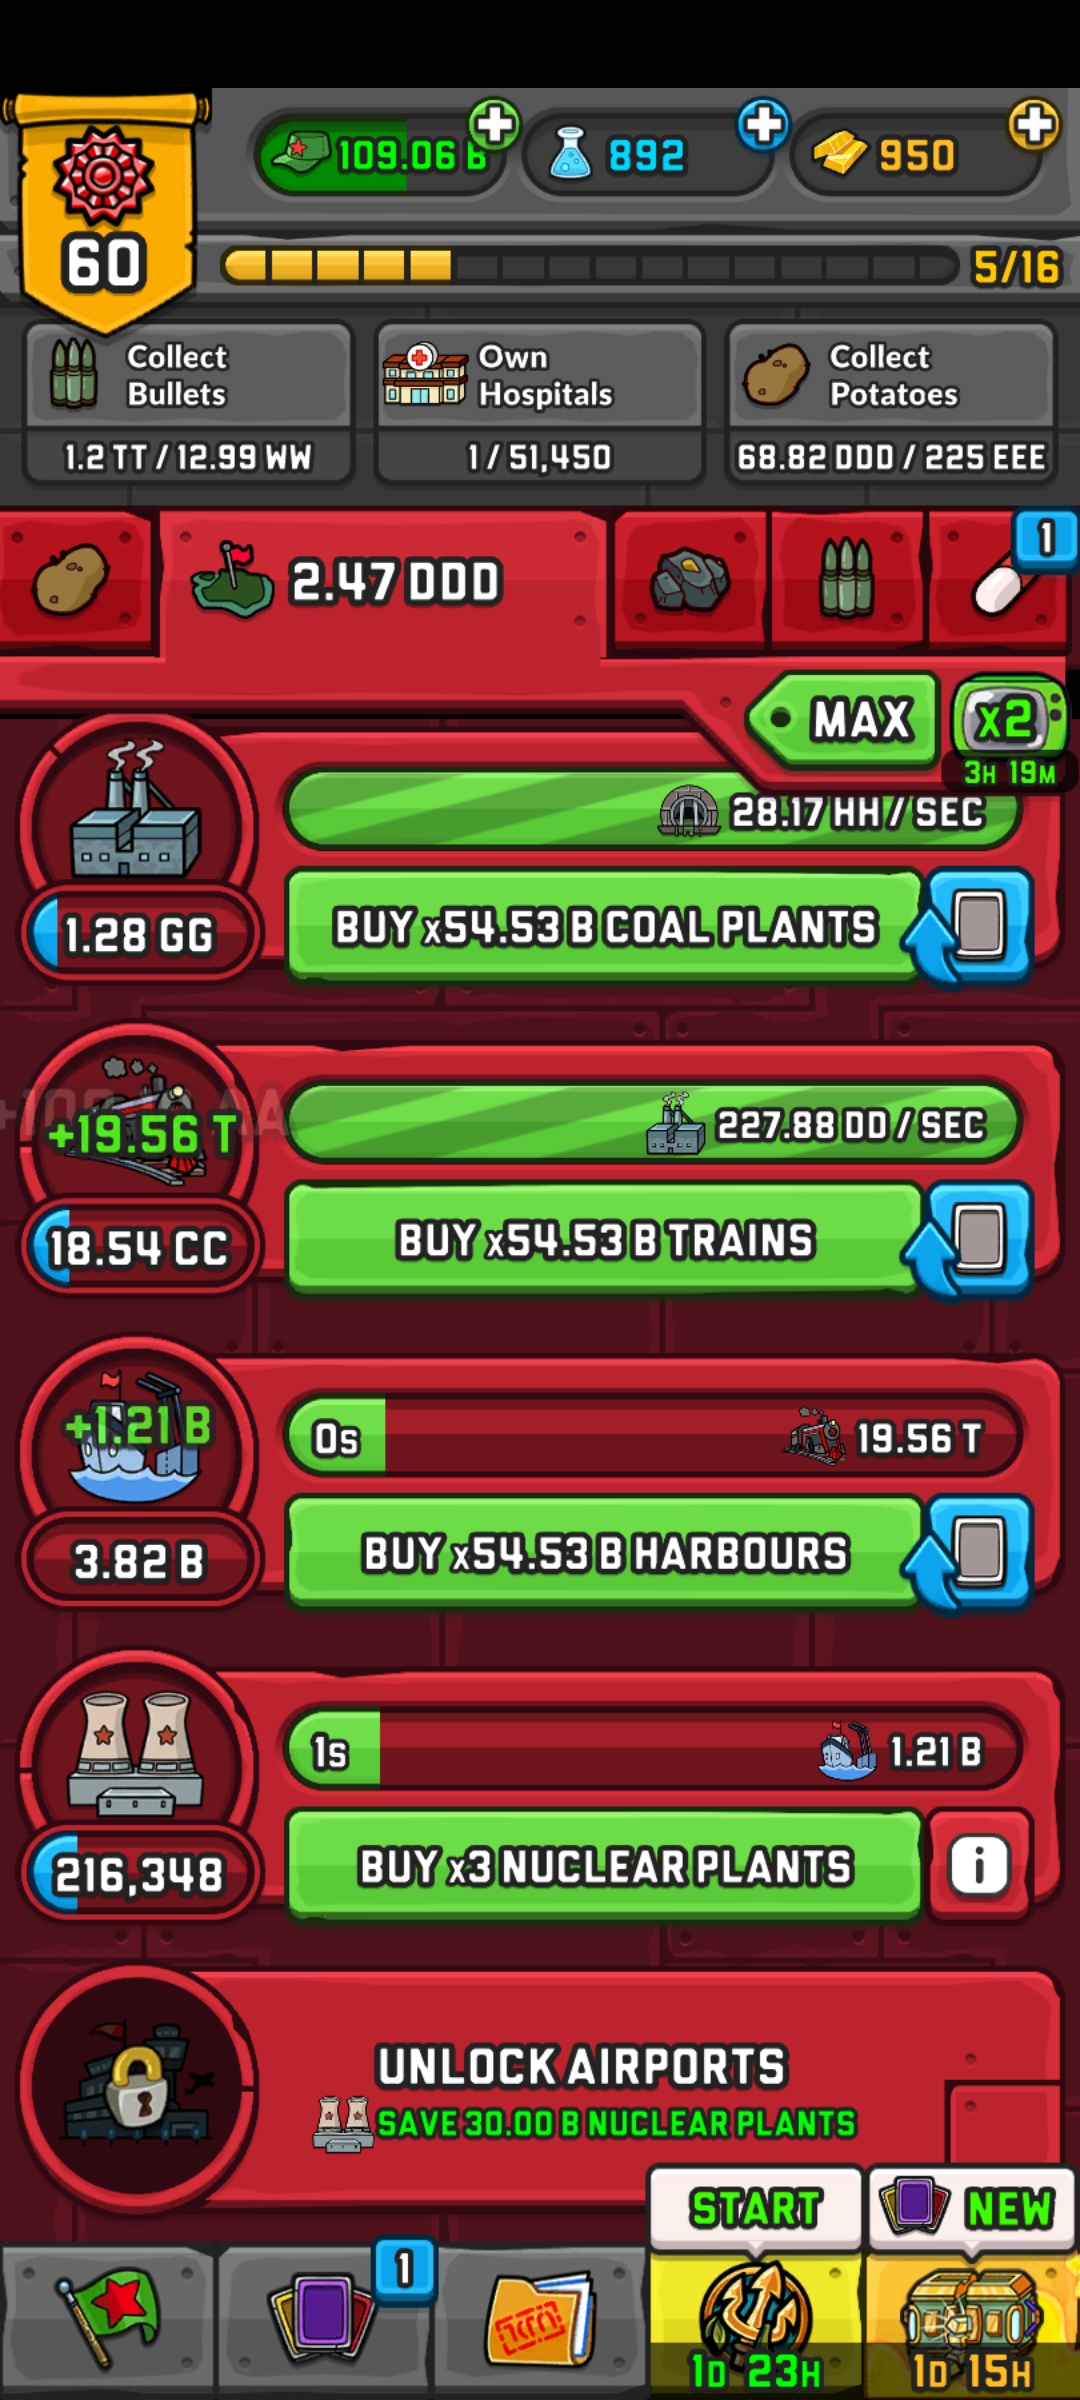 109.06 B
892
950
60
5/16
Collect
Bullets
1.2 TT / 12.99 WW
Own
Hospitals
1 / 51,450
Collect
Potatoes
68.82 DDD / 225 EEE
2.47 DDD
1
MAX
x2
3H 19M
28.17 HH / SEC
1.28 GG
BUY x54.53 B COAL PLANTS
+19.56 T
227.88 DD / SEC
18.54 CC
BUY x54.53 B TRAINS
+1.21 B
0s
19.56 T
3.82 B
BUY x54.53 B HARBOURS
1s
1.21 B
216,348
BUY x3 NUCLEAR PLANTS
i
UNLOCK AIRPORTS
SAVE 30.00 B NUCLEAR PLANTS
START
NEW
1
1D 23H
1D 15H